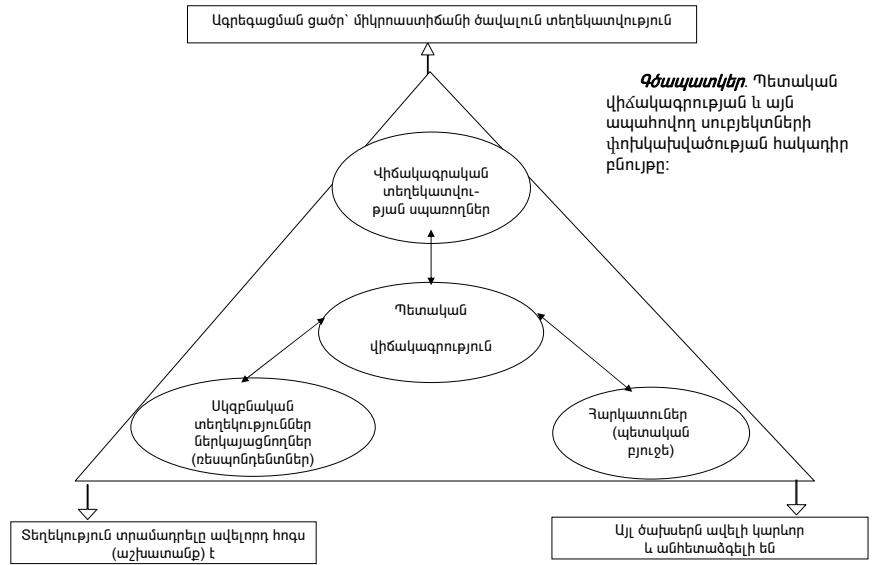 Ագրեգացման ցածր` միկրոաստիճանի ծավալուն տեղեկատվություն
Գծապատկեր. Պետական
վիճակագրության և այն
ապահովող սուբյեկտների
փոխկախվածության հակադիր
բնույթը:
Վիճակագրական
տեղեկատվու-
թյան սպառողներ
Պետական
վիճակագրություն
Սկզբնական
տեղեկություններ
ներկայացնողներ
(ռեսպոնդենտներ)
Հարկատուներ
(պետական
բյուջե)
Տեղեկություն տրամադրելը ավելորդ հոգս
(աշխատանք) է
Այլ ծախսերն ավելի կարևոր
և անհետաձգելի են